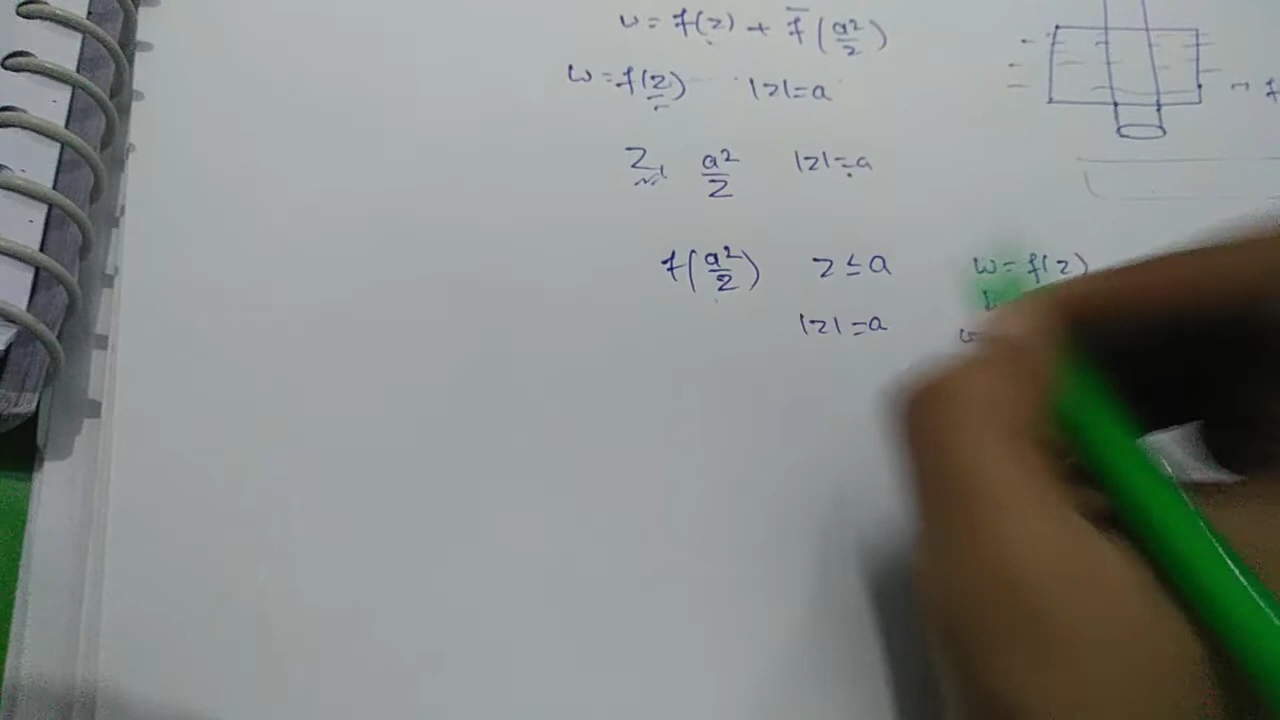 w = f(z) + f̄(a²/z)
w = f(z) |z| = a
z, a²/z |z| = a
f(a²/z) z ≤ a w = f(z)
|z| = a